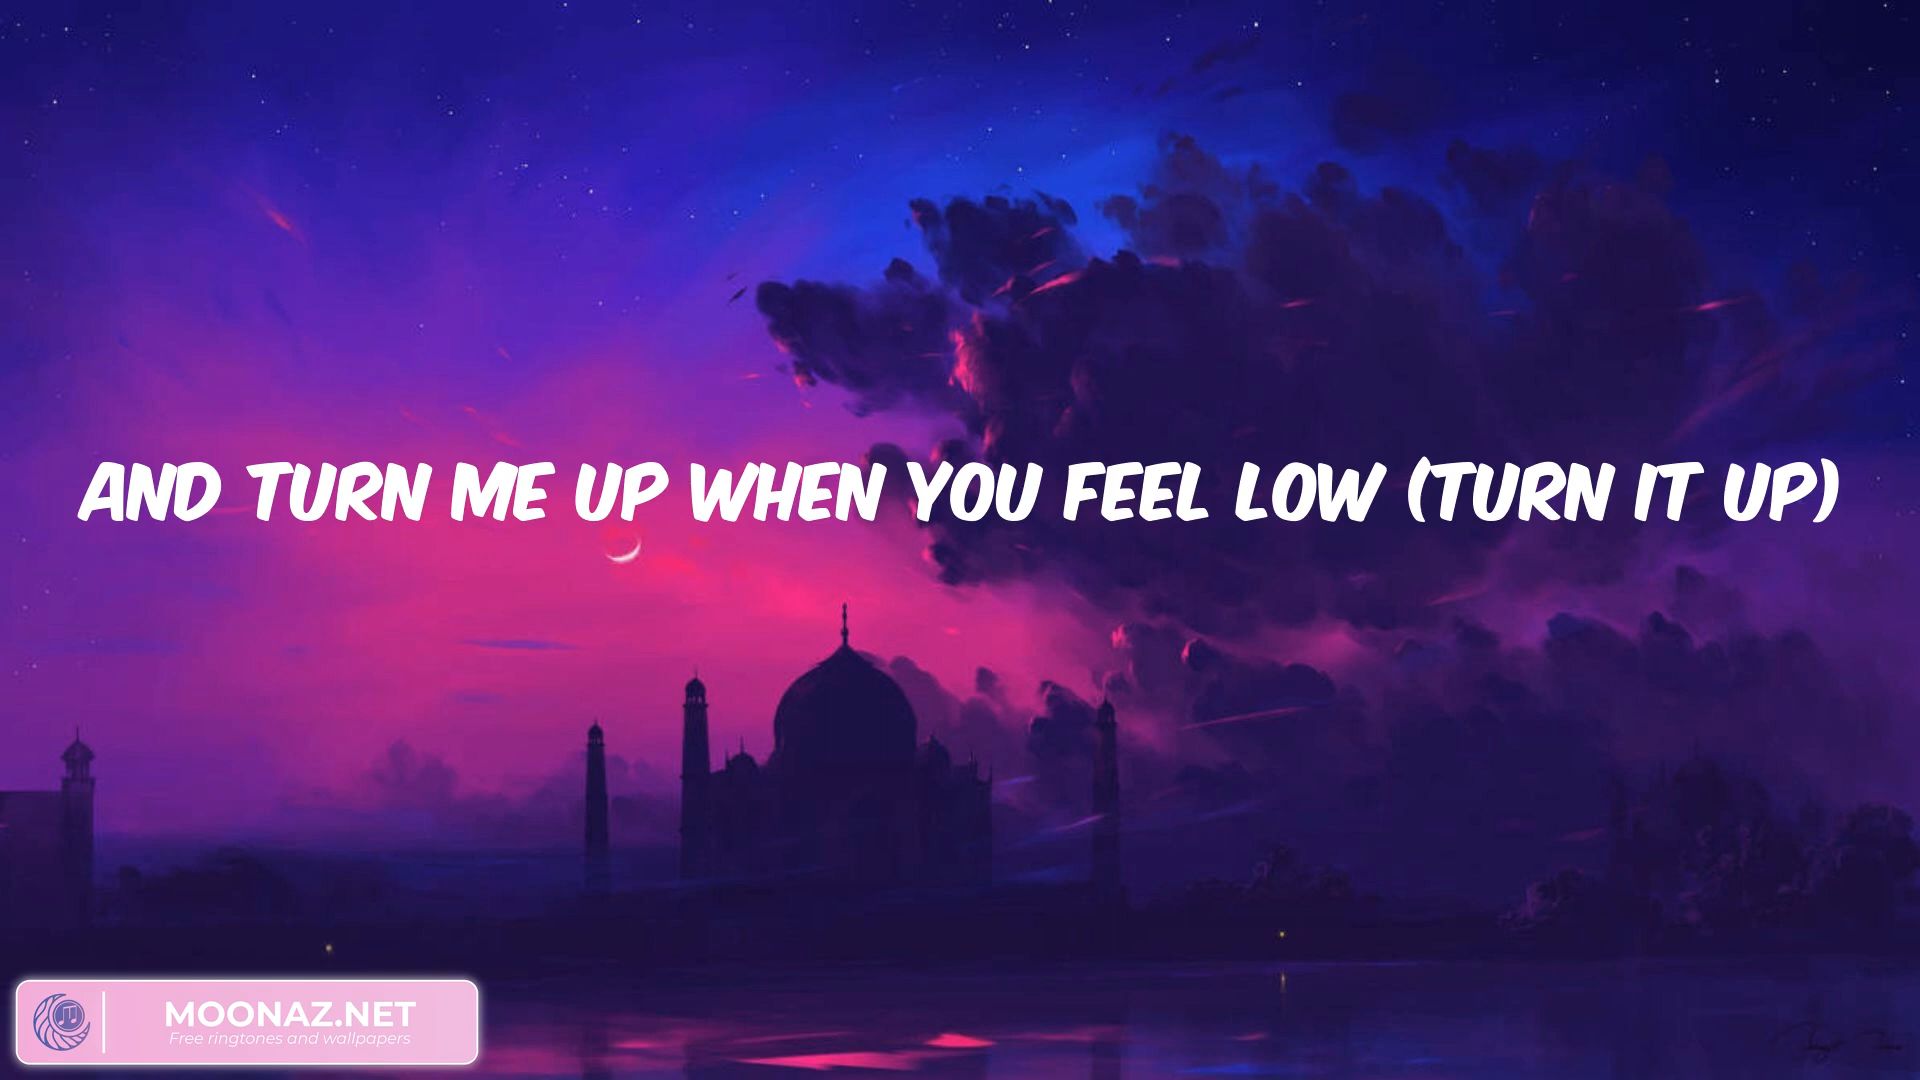 AND TURN ME UP WHEN YOU FEEL LOW (TURN IT UP)
MOONAZ.NET
Free ringtones and wallpapers